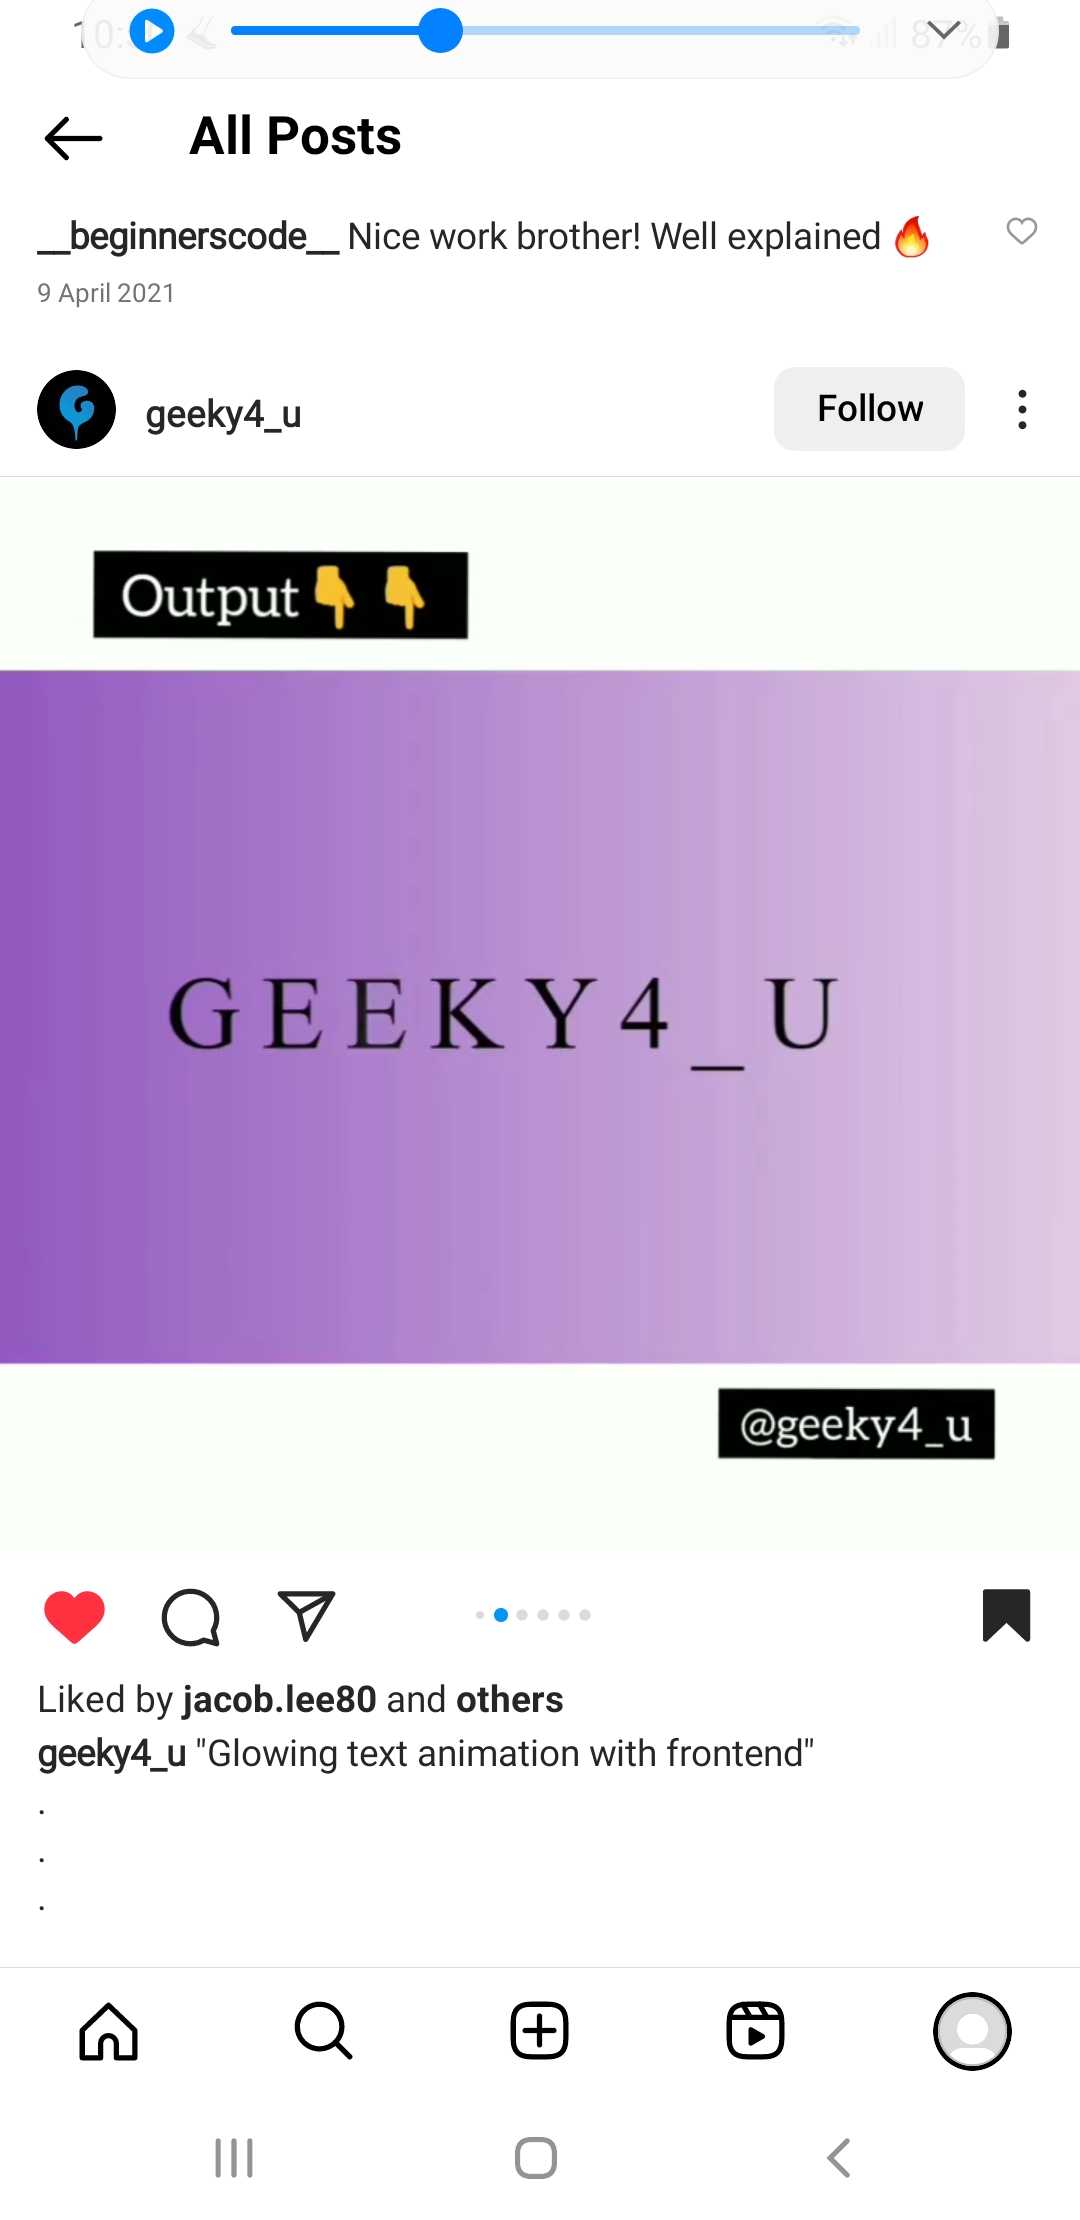 All Posts
__beginnerscode__ Nice work brother! Well explained 🔥
9 April 2021
geeky4_u
Follow
Output👇👇
GEEKY4_U
@geeky4_u
Liked by jacob.lee80 and others
geeky4_u "Glowing text animation with frontend"
.
.
.